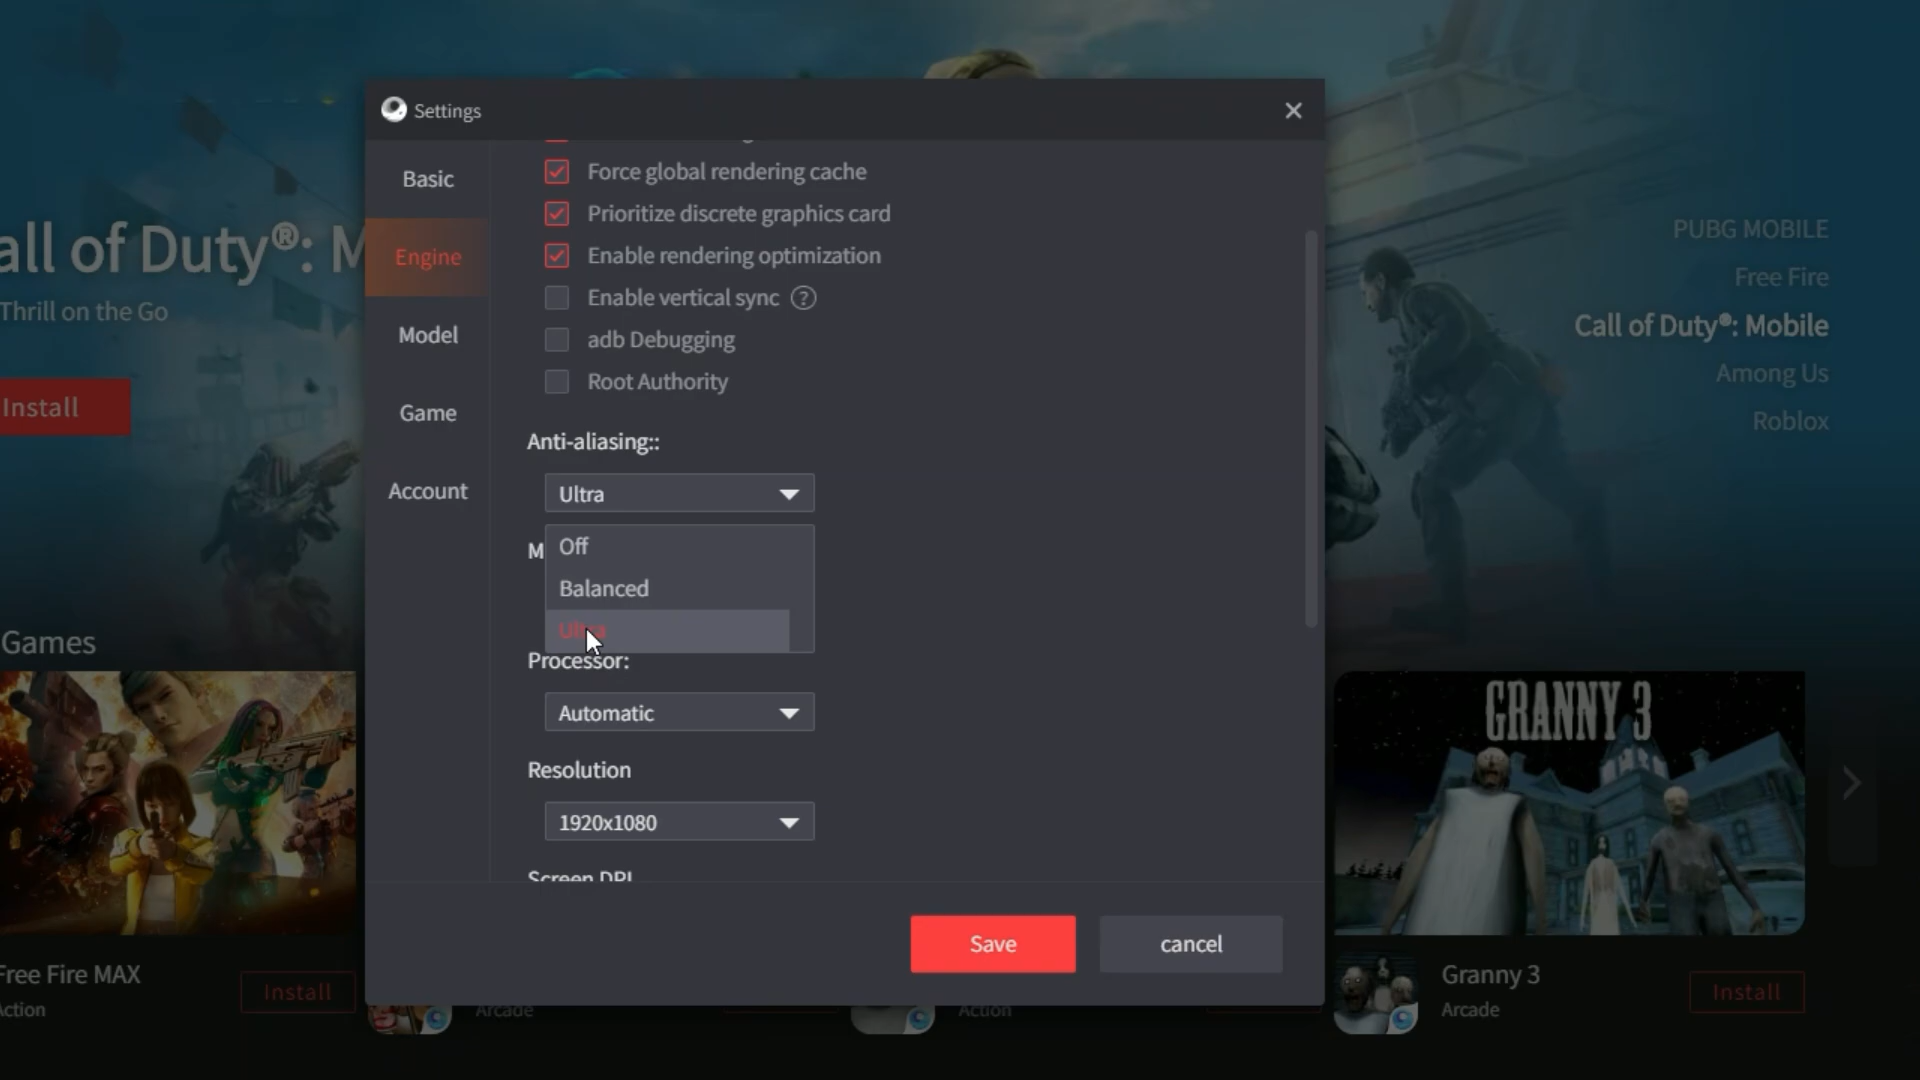 Settings
Basic
Engine
Model
Game
Account
Force global rendering cache
Prioritize discrete graphics card
Enable rendering optimization
Enable vertical sync ?
adb Debugging
Root Authority
Anti-aliasing::
Ultra
Off
Balanced
Ultra
M
Processor:
Automatic
Resolution
1920x1080
Screen DPI
Save
cancel
all of Duty®: M
Thrill on the Go
Install
PUBG MOBILE
Free Fire
Call of Duty®: Mobile
Among Us
Roblox
Games
GRANNY 3
Free Fire MAX
Action
Install
Arcade
Action
Granny 3
Arcade
Install